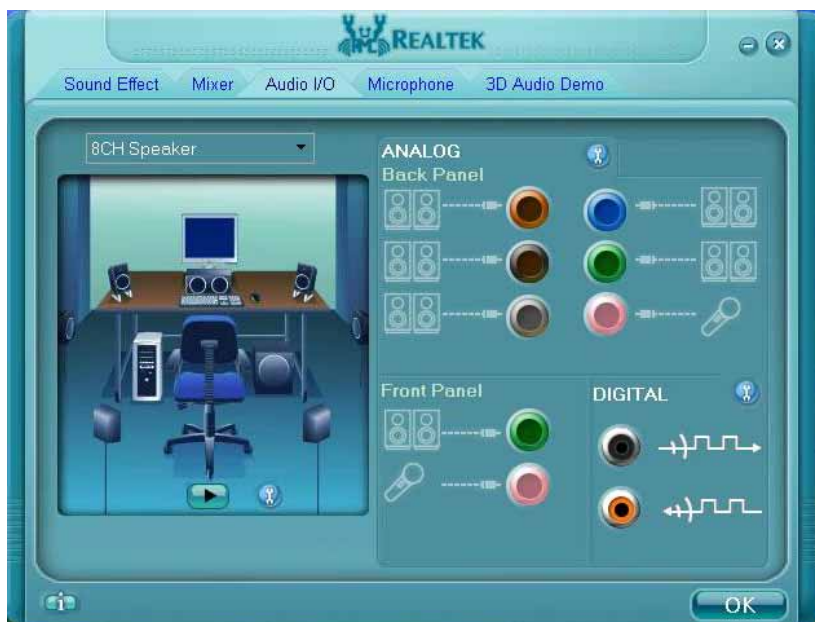 REALTEK
Sound Effect Mixer Audio I/O Microphone 3D Audio Demo
8CH Speaker
ANALOG
Back Panel
Front Panel
DIGITAL
OK